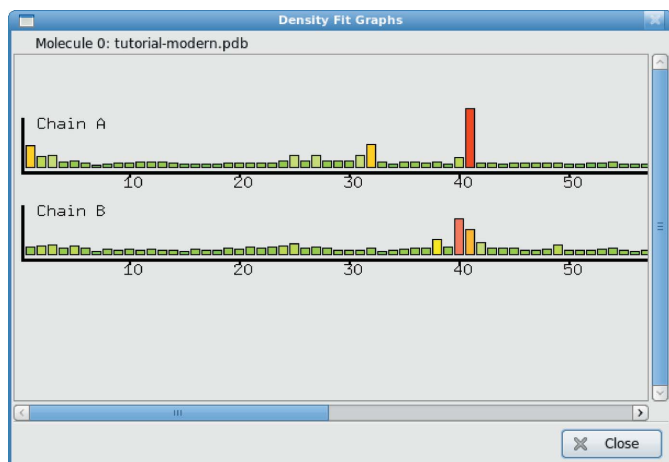 Density Fit Graphs
Molecule 0: tutorial-modern.pdb
Chain A
10 20 30 40 50
Chain B
10 20 30 40 50
Close